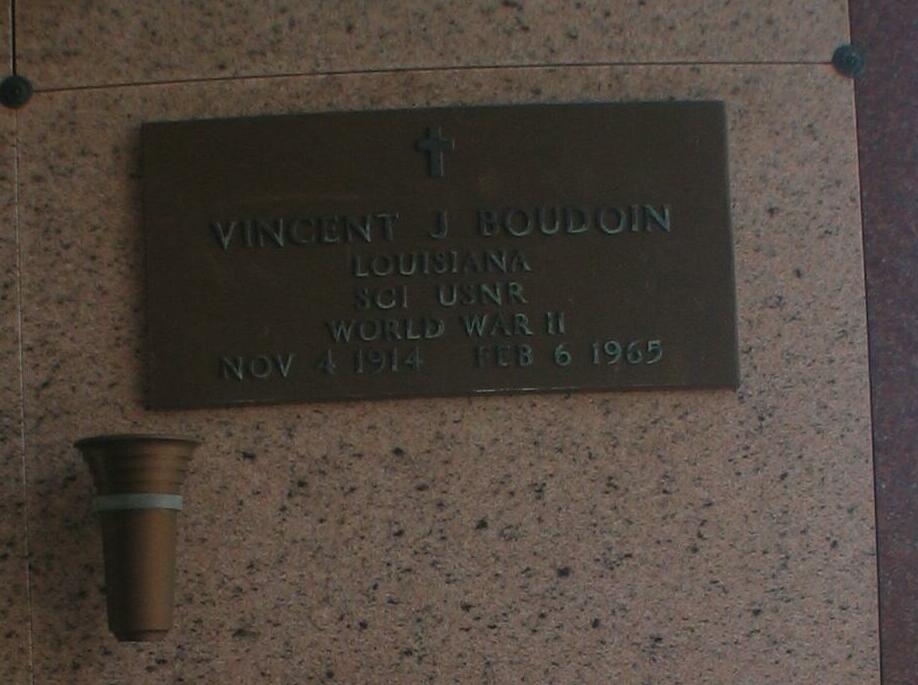 VINCENT J BOUDOIN
LOUISIANA
SC1 USNR
WORLD WAR II
NOV 4 1914 FEB 6 1965